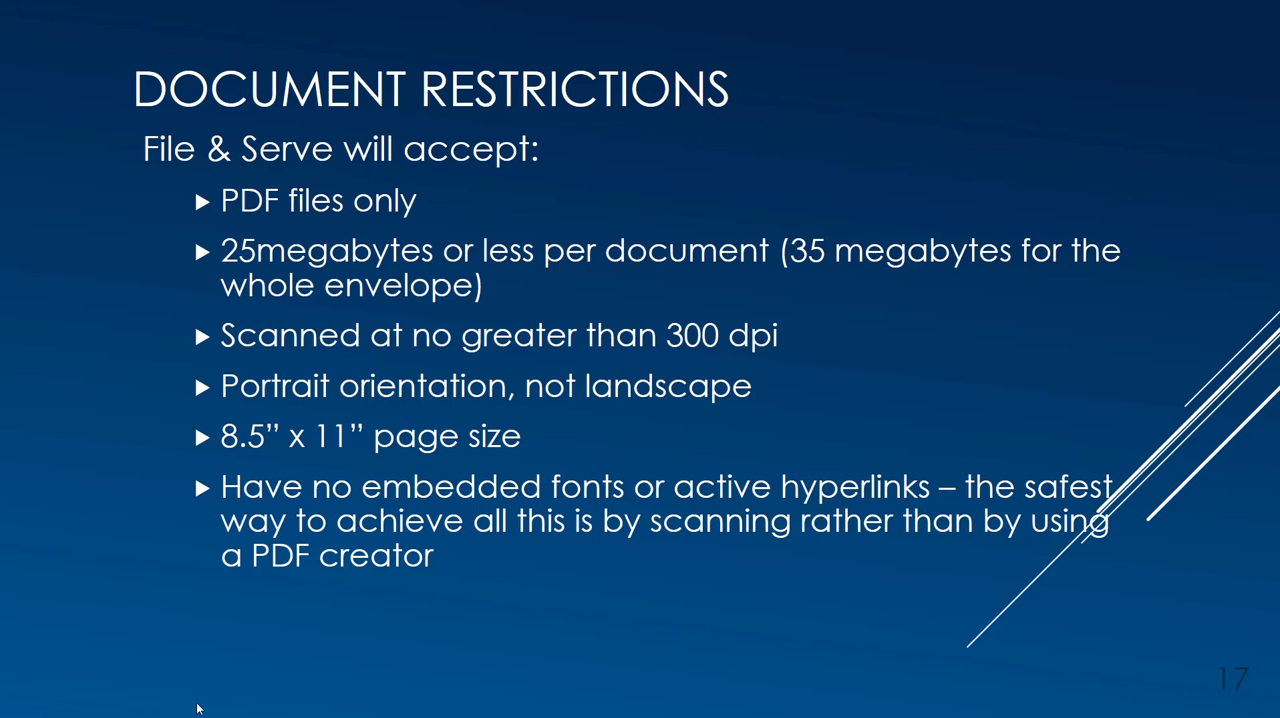 DOCUMENT RESTRICTIONS
File & Serve will accept:
PDF files only
25megabytes or less per document (35 megabytes for the
whole envelope)
Scanned at no greater than 300 dpi
Portrait orientation, not landscape
8.5” x 11” page size
Have no embedded fonts or active hyperlinks – the safest
way to achieve all this is by scanning rather than by using
a PDF creator
17